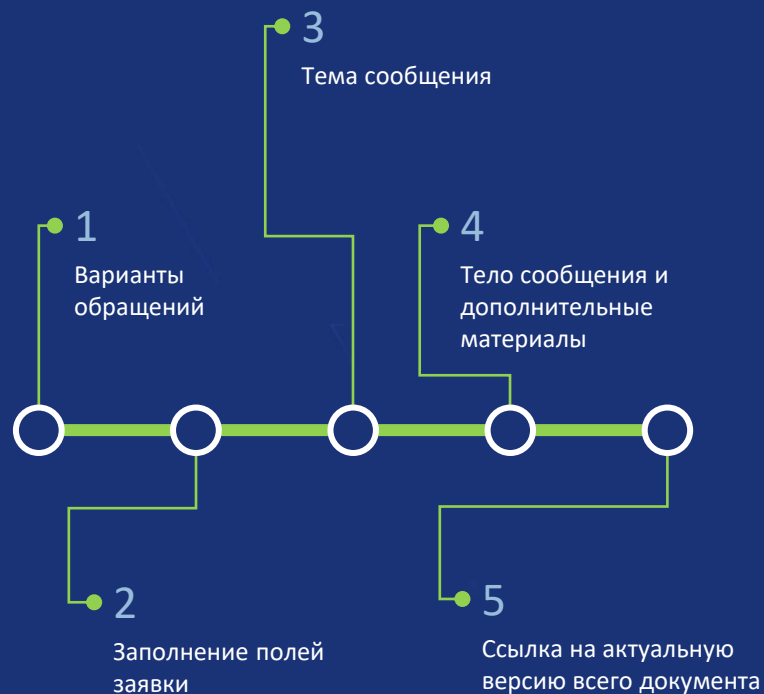 1
Варианты
обращений
2
Заполнение полей
заявки
3
Тема сообщения
4
Тело сообщения и
дополнительные
материалы
5
Ссылка на актуальную
версию всего документа